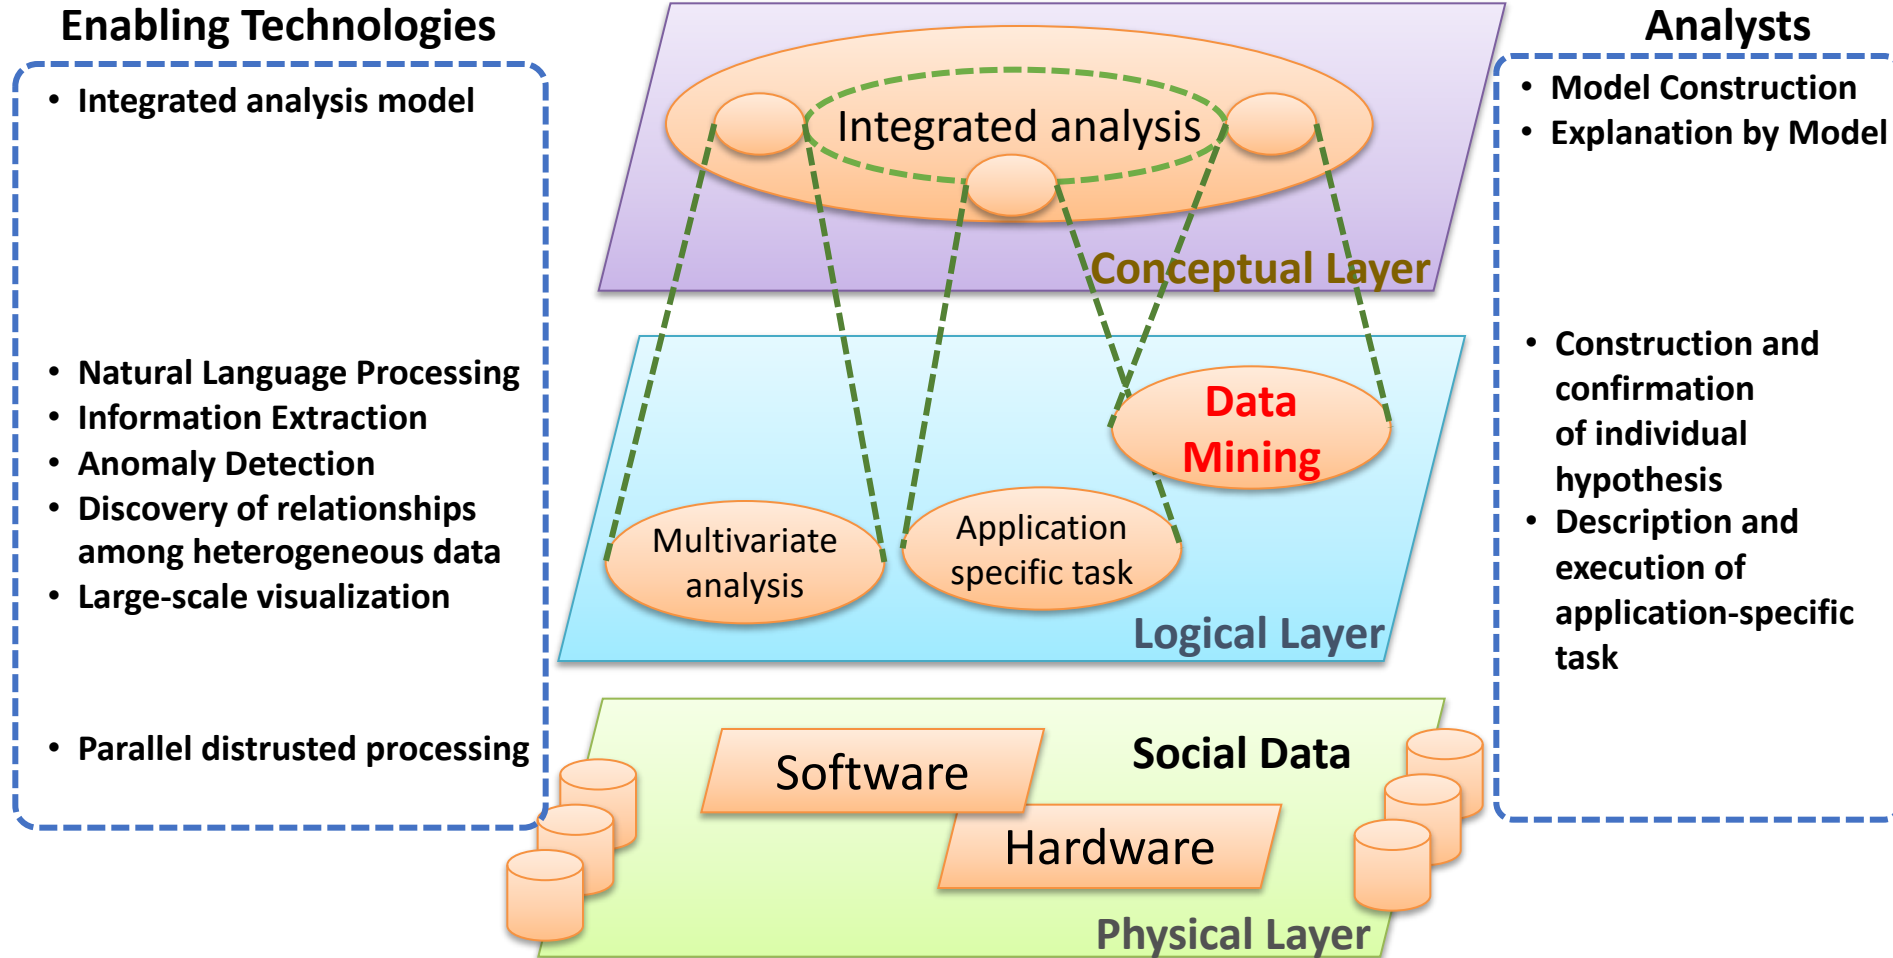 Enabling Technologies
• Integrated analysis model
• Natural Language Processing
• Information Extraction
• Anomaly Detection
• Discovery of relationships
among heterogeneous data
• Large-scale visualization
• Parallel distrusted processing
Integrated analysis
Conceptual Layer
Data
Mining
Multivariate
analysis
Application
specific task
Logical Layer
Software
Social Data
Hardware
Physical Layer
Analysts
• Model Construction
• Explanation by Model
• Construction and
confirmation
of individual
hypothesis
• Description and
execution of
application-specific
task